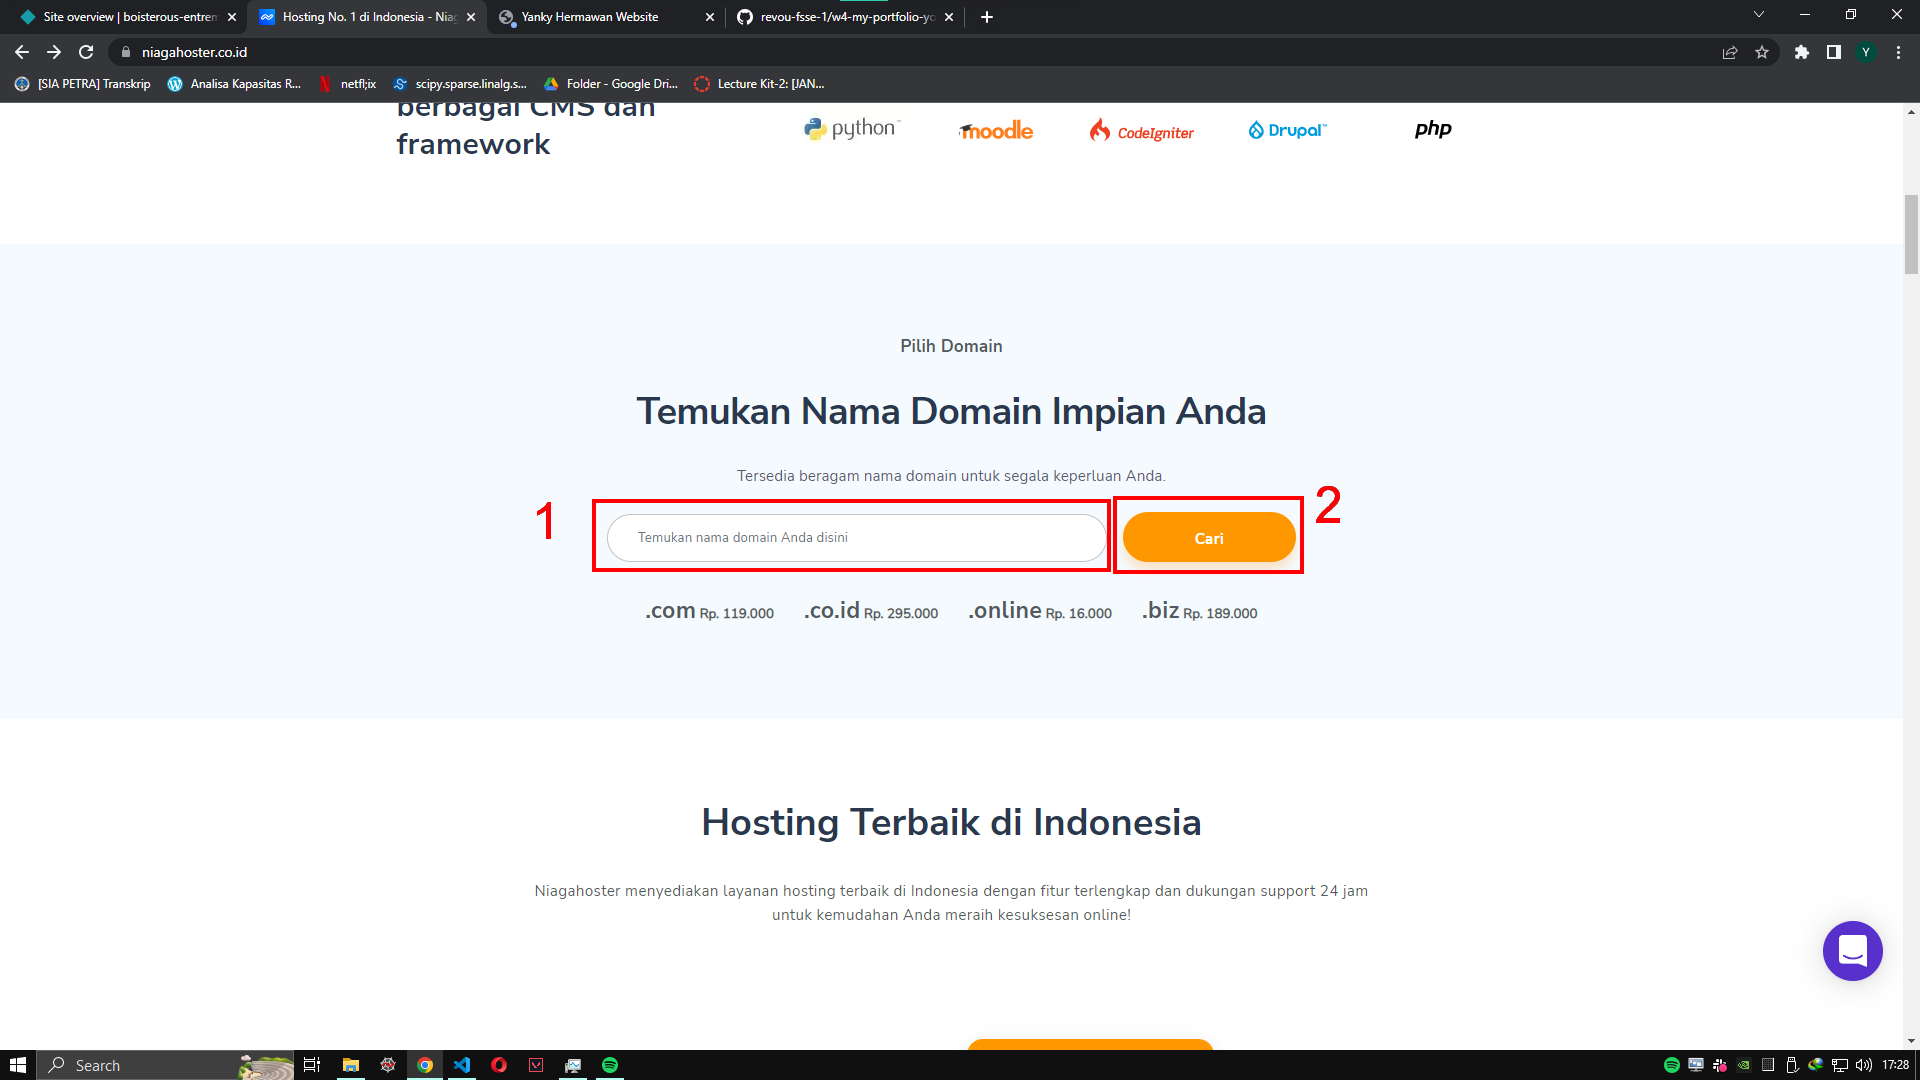 Site overview | boisterous-entrem
Hosting No. 1 di Indonesia - Niag
Yanky Hermawan Website
revou-fsse-1/w4-my-portfolio-yo
niagahoster.co.id
Y
[SIA PETRA] Transkrip
Analisa Kapasitas R...
netfl;ix
scipy.sparse.linalg.s...
Folder - Google Dri...
Lecture Kit-2: [JAN...
berbagai CMS dan
framework
python
moodle
CodeIgniter
Drupal
php
Pilih Domain
Temukan Nama Domain Impian Anda
Tersedia beragam nama domain untuk segala keperluan Anda.
1
Temukan nama domain Anda disini
Cari
2
.com Rp. 119.000
.co.id Rp. 295.000
.online Rp. 16.000
.biz Rp. 189.000
Hosting Terbaik di Indonesia
Niagahoster menyediakan layanan hosting terbaik di Indonesia dengan fitur terlengkap dan dukungan support 24 jam
untuk kemudahan Anda meraih kesuksesan online!
Search
17:28